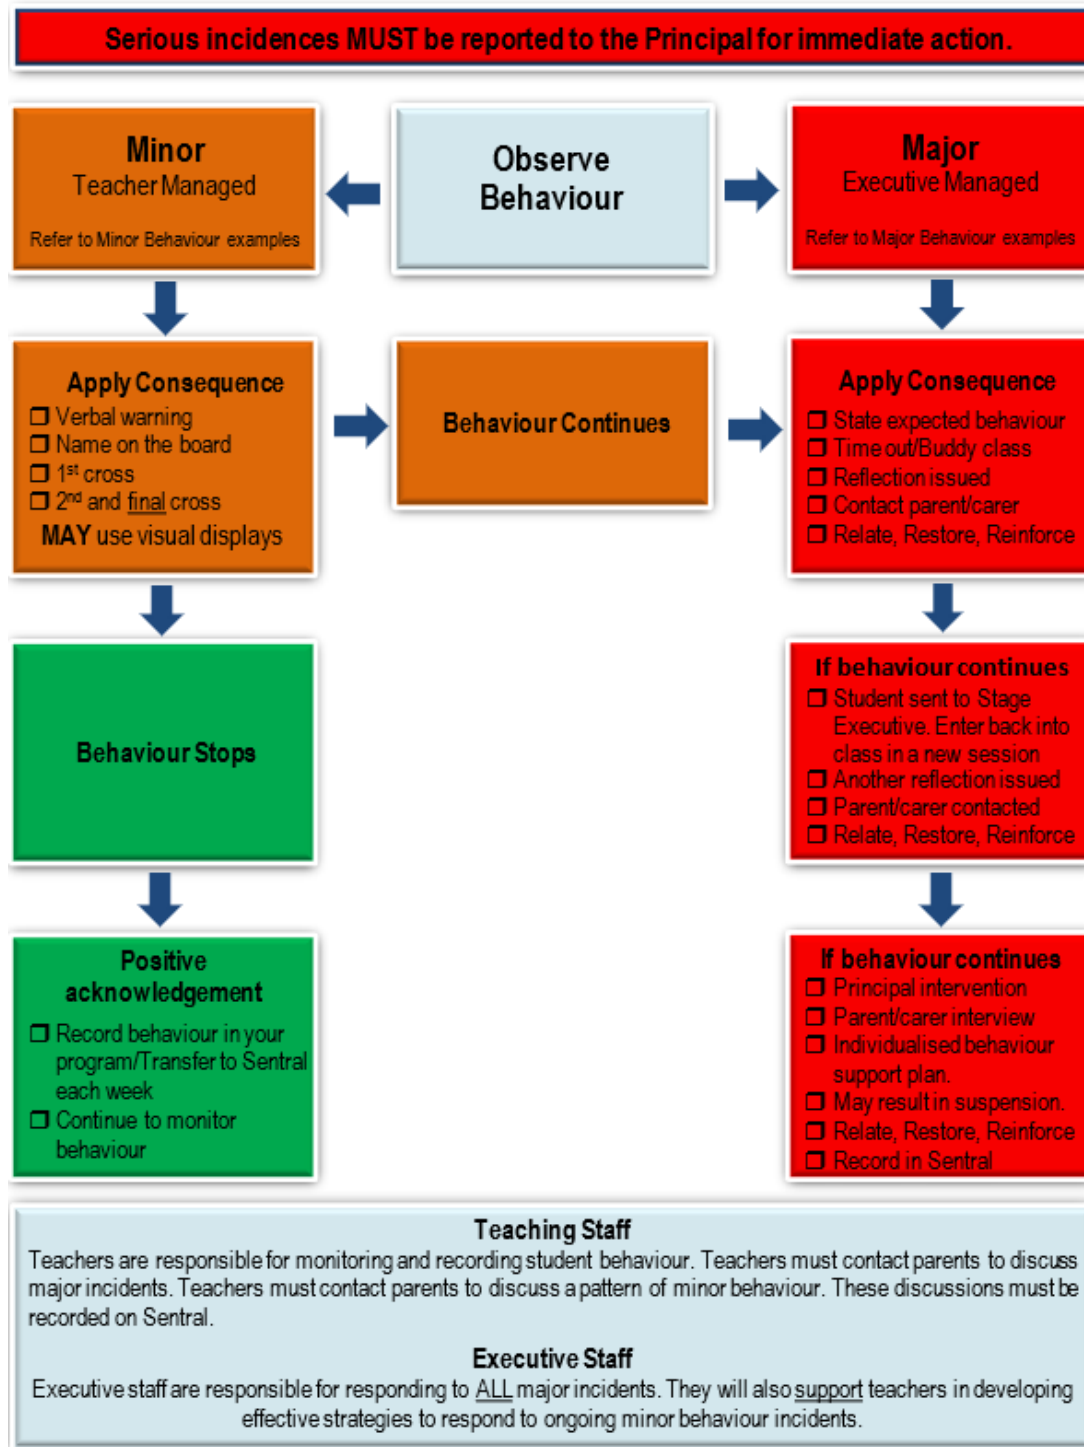 Serious incidences MUST be reported to the Principal for immediate action.
Minor
Teacher Managed
Refer to Minor Behaviour examples
Observe
Behaviour
Major
Executive Managed
Refer to Major Behaviour examples
Apply Consequence
❒ Verbal warning
❒ Name on the board
❒ 1st cross
❒ 2nd and final cross
MAY use visual displays
Behaviour Continues
Apply Consequence
❒ State expected behaviour
❒ Time out/Buddy class
❒ Reflection issued
❒ Contact parent/carer
❒ Relate, Restore, Reinforce
Behaviour Stops
If behaviour continues
❒ Student sent to Stage
Executive. Enter back into
class in a new session
❒ Another reflection issued
❒ Parent/carer contacted
❒ Relate, Restore, Reinforce
Positive
acknowledgement
❒ Record behaviour in your
program/Transfer to Sentral
each week
❒ Continue to monitor
behaviour
If behaviour continues
❒ Principal intervention
❒ Parent/carer interview
❒ Individualised behaviour
support plan.
❒ May result in suspension.
❒ Relate, Restore, Reinforce
❒ Record in Sentral
Teaching Staff
Teachers are responsible for monitoring and recording student behaviour. Teachers must contact parents to discuss
major incidents. Teachers must contact parents to discuss a pattern of minor behaviour. These discussions must be
recorded on Sentral.
Executive Staff
Executive staff are responsible for responding to ALL major incidents. They will also support teachers in developing
effective strategies to respond to ongoing minor behaviour incidents.